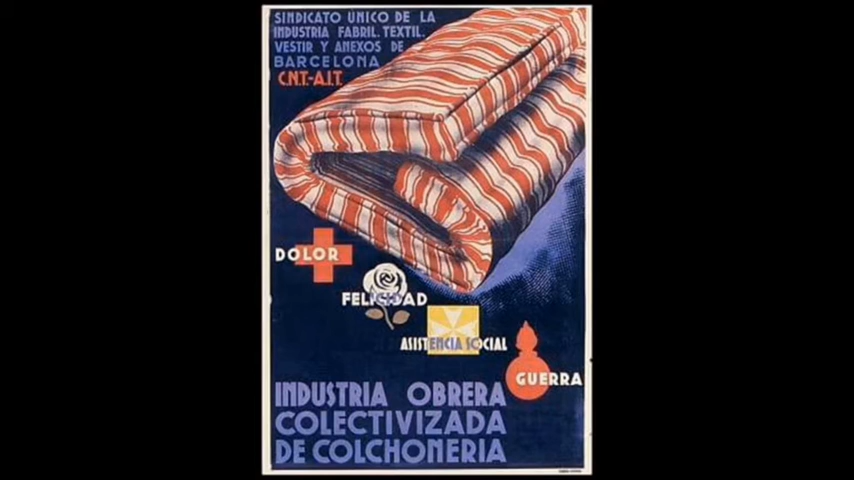 SINDICATO ÚNICO DE LA
INDUSTRIA FABRIL. TEXTIL.
VESTIR Y ANEXOS DE
BARCELONA
C.N.T.-A.I.T.
DOLOR
FELICIDAD
ASISTENCIA SOCIAL
GUERRA
INDUSTRIA OBRERA
COLECTIVIZADA
DE COLCHONERIA